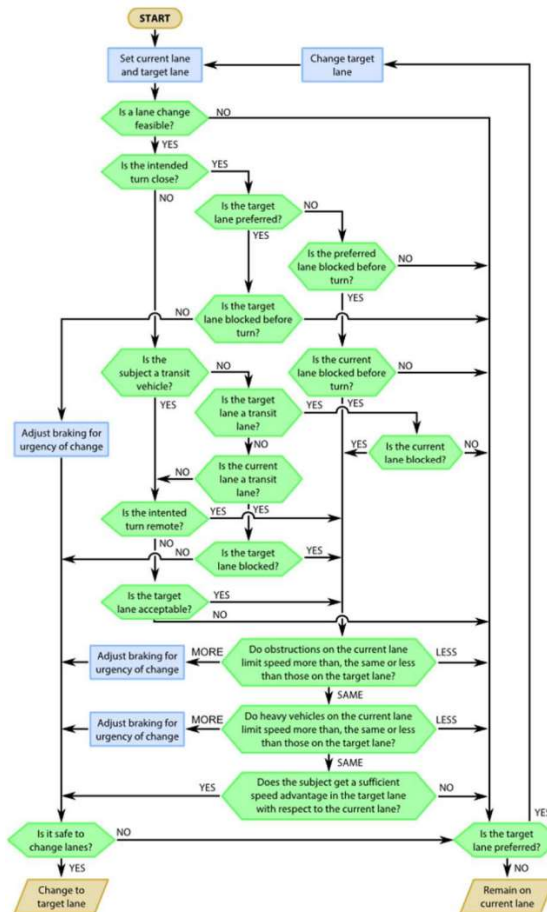 START
Set current lane
and target lane
Change target
lane
Is a lane change
feasible?
NO
YES
Is the intended
turn close?
YES
NO
Is the target
lane preferred?
NO
YES
Is the preferred
lane blocked before
turn?
NO
YES
NO
Is the target
lane blocked before
turn?
Is the
subject a transit
vehicle?
NO
YES
Is the current
lane blocked before
turn?
NO
YES
Is the target
lane a transit
lane?
YES
NO
Adjust braking for
urgency of change
YES
Is the current
lane blocked?
NO
NO
Is the current
lane a transit
lane?
YES
Is the intented
turn remote?
YES
NO
NO
Is the target
lane blocked?
YES
Is the target
lane acceptable?
YES
NO
Adjust braking for
urgency of change
MORE
Do obstructions on the current lane
limit speed more than, the same or less
than those on the target lane?
LESS
SAME
Adjust braking for
urgency of change
MORE
Do heavy vehicles on the current lane
limit speed more than, the same or less
than those on the target lane?
LESS
SAME
YES
Does the subject get a sufficient
speed advantage in the target lane
with respect to the current lane?
NO
Is it safe to
change lanes?
NO
YES
Is the target
lane preferred?
YES
NO
Change to
target lane
Remain on
current lane